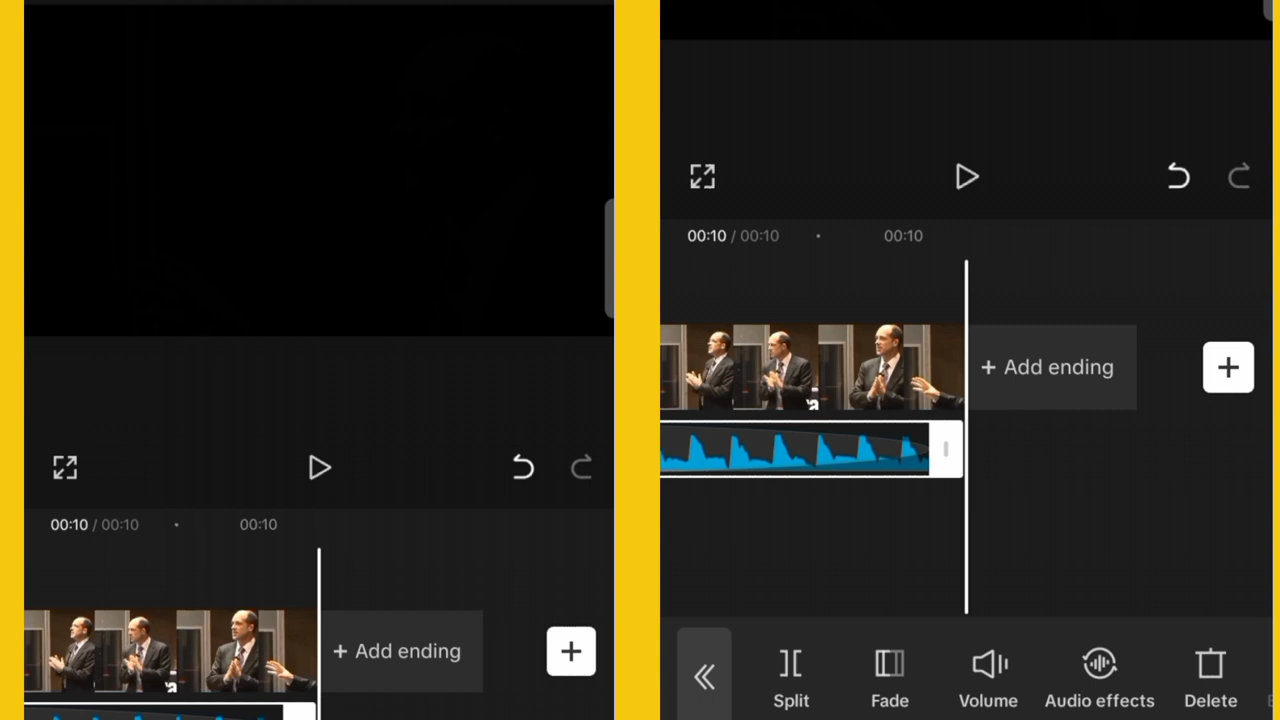 00:10 / 00:10
00:10
+ Add ending
00:10 / 00:10
00:10
+ Add ending
Split
Fade
Volume
Audio effects
Delete